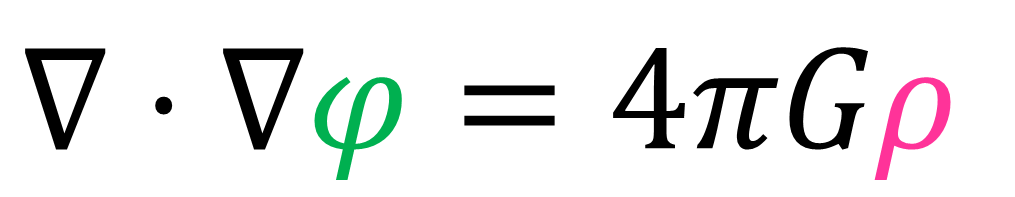 ∇ · ∇φ = 4πGρ